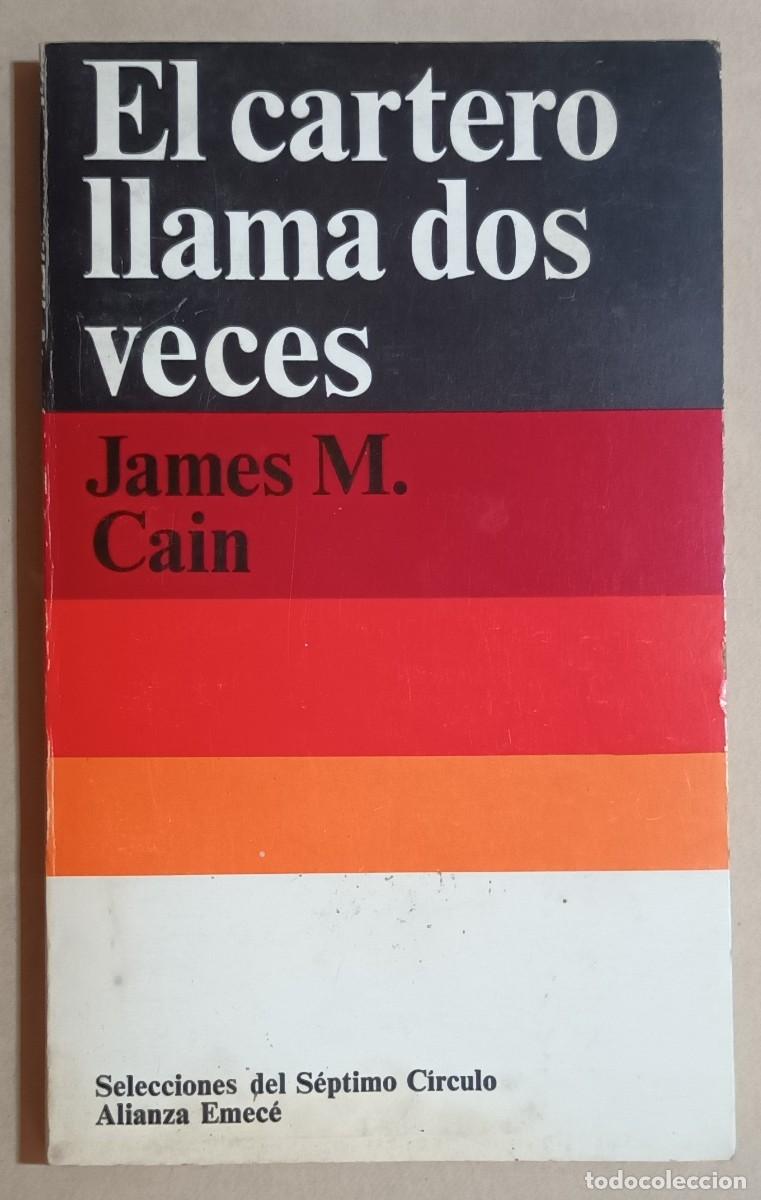 El cartero
llama dos
veces
James M.
Cain
Selecciones del Séptimo Círculo
Alianza Emecé
todocoleccion